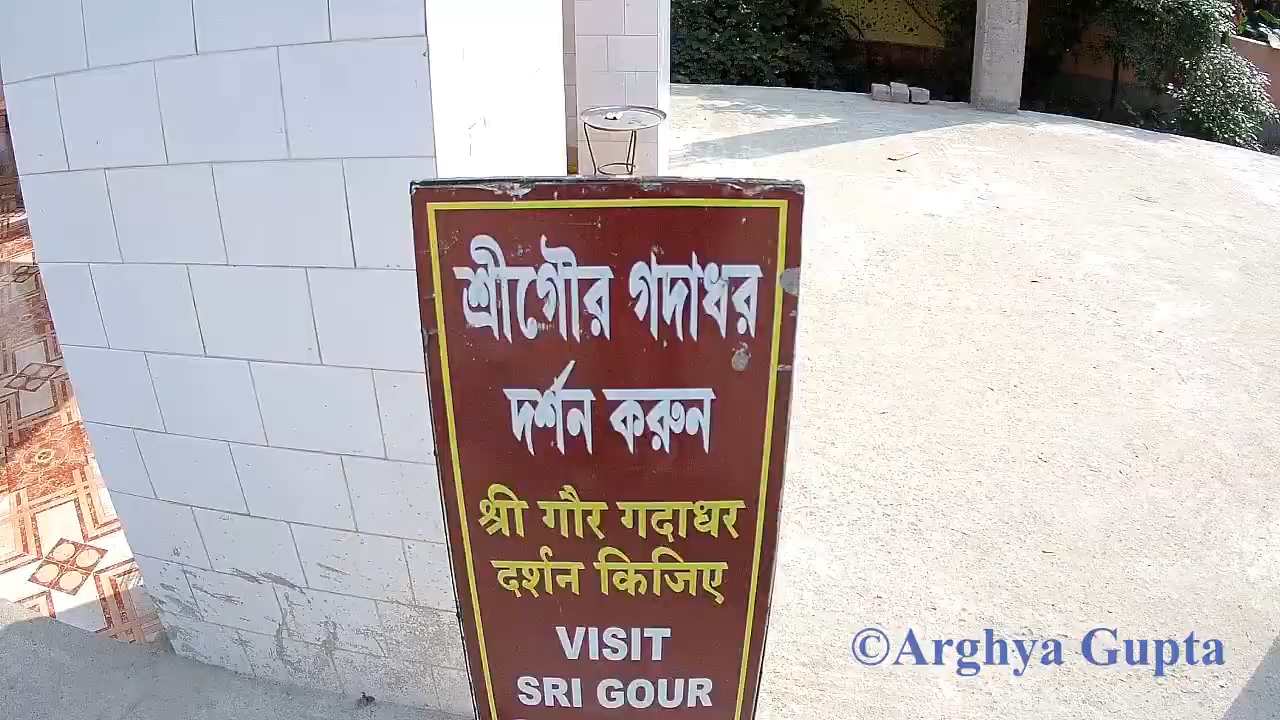 শ্রীগৌর গদাধর
দর্শন করুন
श्री गौर गदाधर
दर्शन किजिए
VISIT
SRI GOUR
©Arghya Gupta